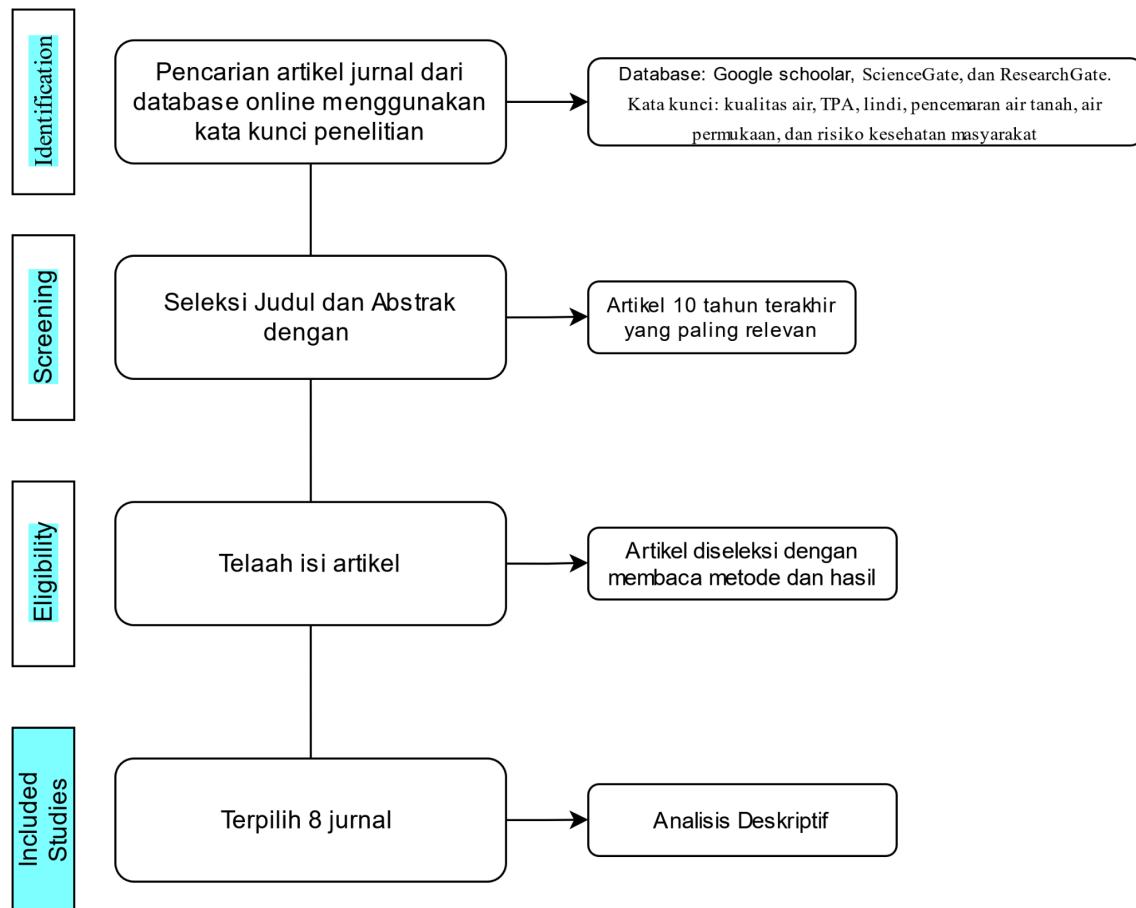 Identification
Pencarian artikel jurnal dari
database online menggunakan
kata kunci penelitian
Database: Google schoolar, ScienceGate, dan ResearchGate.
Kata kunci: kualitas air, TPA, lindi, pencemaran air tanah, air
permukaan, dan risiko kesehatan masyarakat
Screening
Seleksi Judul dan Abstrak
dengan
Artikel 10 tahun terakhir
yang paling relevan
Eligibility
Telaah isi artikel
Artikel diseleksi dengan
membaca metode dan hasil
Included
Studies
Terpilih 8 jurnal
Analisis Deskriptif